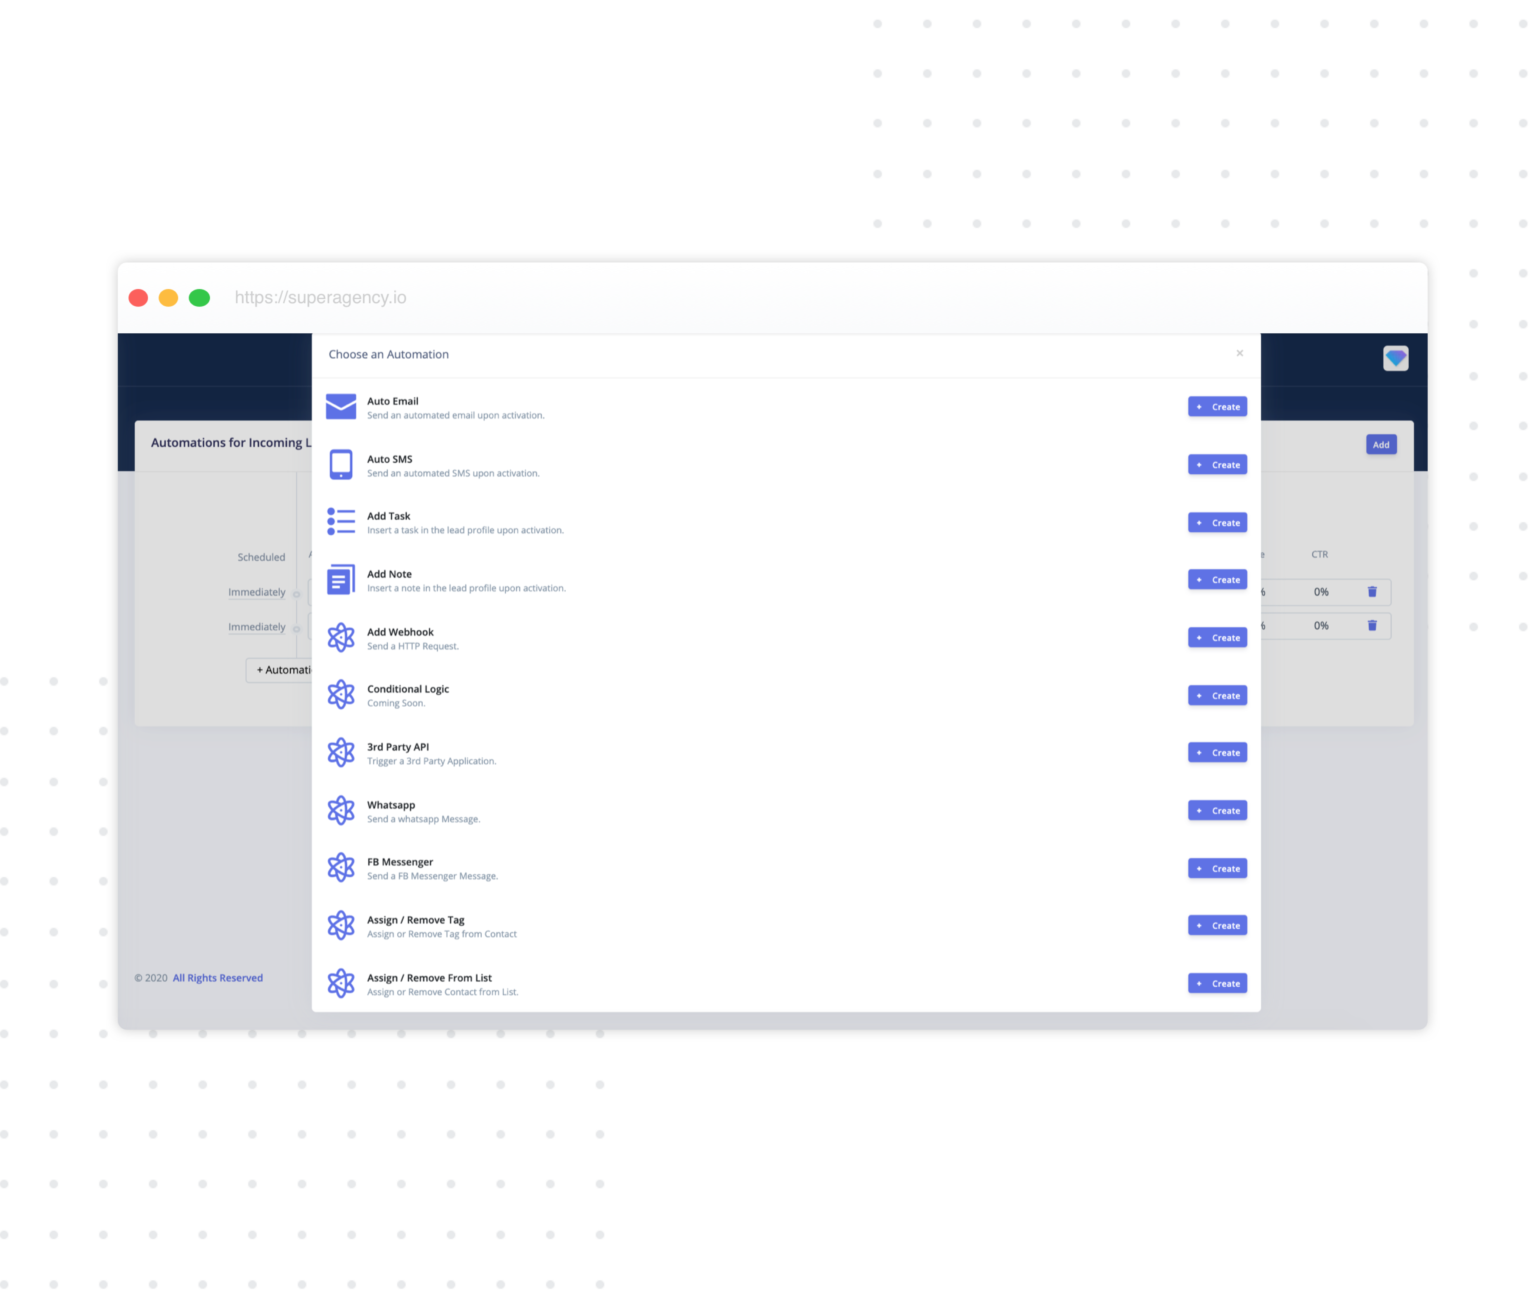 https://superagency.io
Choose an Automation
×
Auto Email
Send an automated email upon activation.
+ Create
Automations for Incoming L
Add
Auto SMS
Send an automated SMS upon activation.
+ Create
Add Task
Insert a task in the lead profile upon activation.
+ Create
Scheduled
CTR
Add Note
Insert a note in the lead profile upon activation.
+ Create
Immediately
0%
Immediately
0%
Add Webhook
Send a HTTP Request.
+ Create
+ Automati
Conditional Logic
Coming Soon.
+ Create
3rd Party API
Trigger a 3rd Party Application.
+ Create
Whatsapp
Send a whatsapp Message.
+ Create
FB Messenger
Send a FB Messenger Message.
+ Create
Assign / Remove Tag
Assign or Remove Tag from Contact
+ Create
Assign / Remove From List
Assign or Remove Contact from List.
+ Create
© 2020 All Rights Reserved